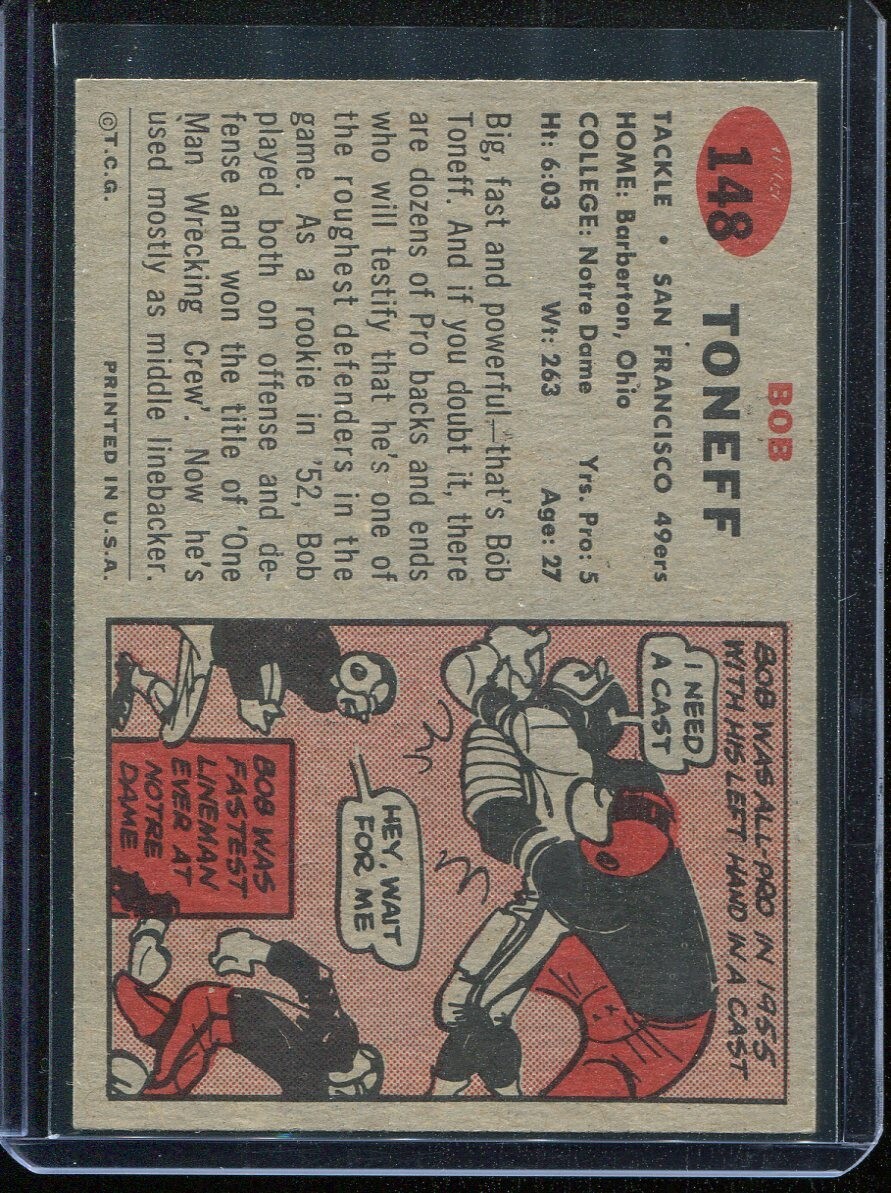 BOB
148 TONEFF
TACKLE • SAN FRANCISCO 49ers
HOME: Barberton, Ohio
COLLEGE: Notre Dame Yrs. Pro: 5
Ht: 6:03 Wt: 263 Age: 27
Big, fast and powerful—that's Bob
Toneff. And if you doubt it, there
are dozens of Pro backs and ends
who will testify that he's one of
the roughest defenders in the
game. As a rookie in '52, Bob
played both on offense and de-
fense and won the title of 'One
Man Wrecking Crew'. Now he's
used mostly as middle linebacker.
©T.C.G. PRINTED IN U.S.A.
BOB WAS ALL-PRO IN 1955
WITH HIS LEFT HAND IN A CAST
I NEED
A CAST
HEY, WAIT
FOR ME
BOB WAS
FASTEST
LINEMAN
EVER AT
NOTRE
DAME